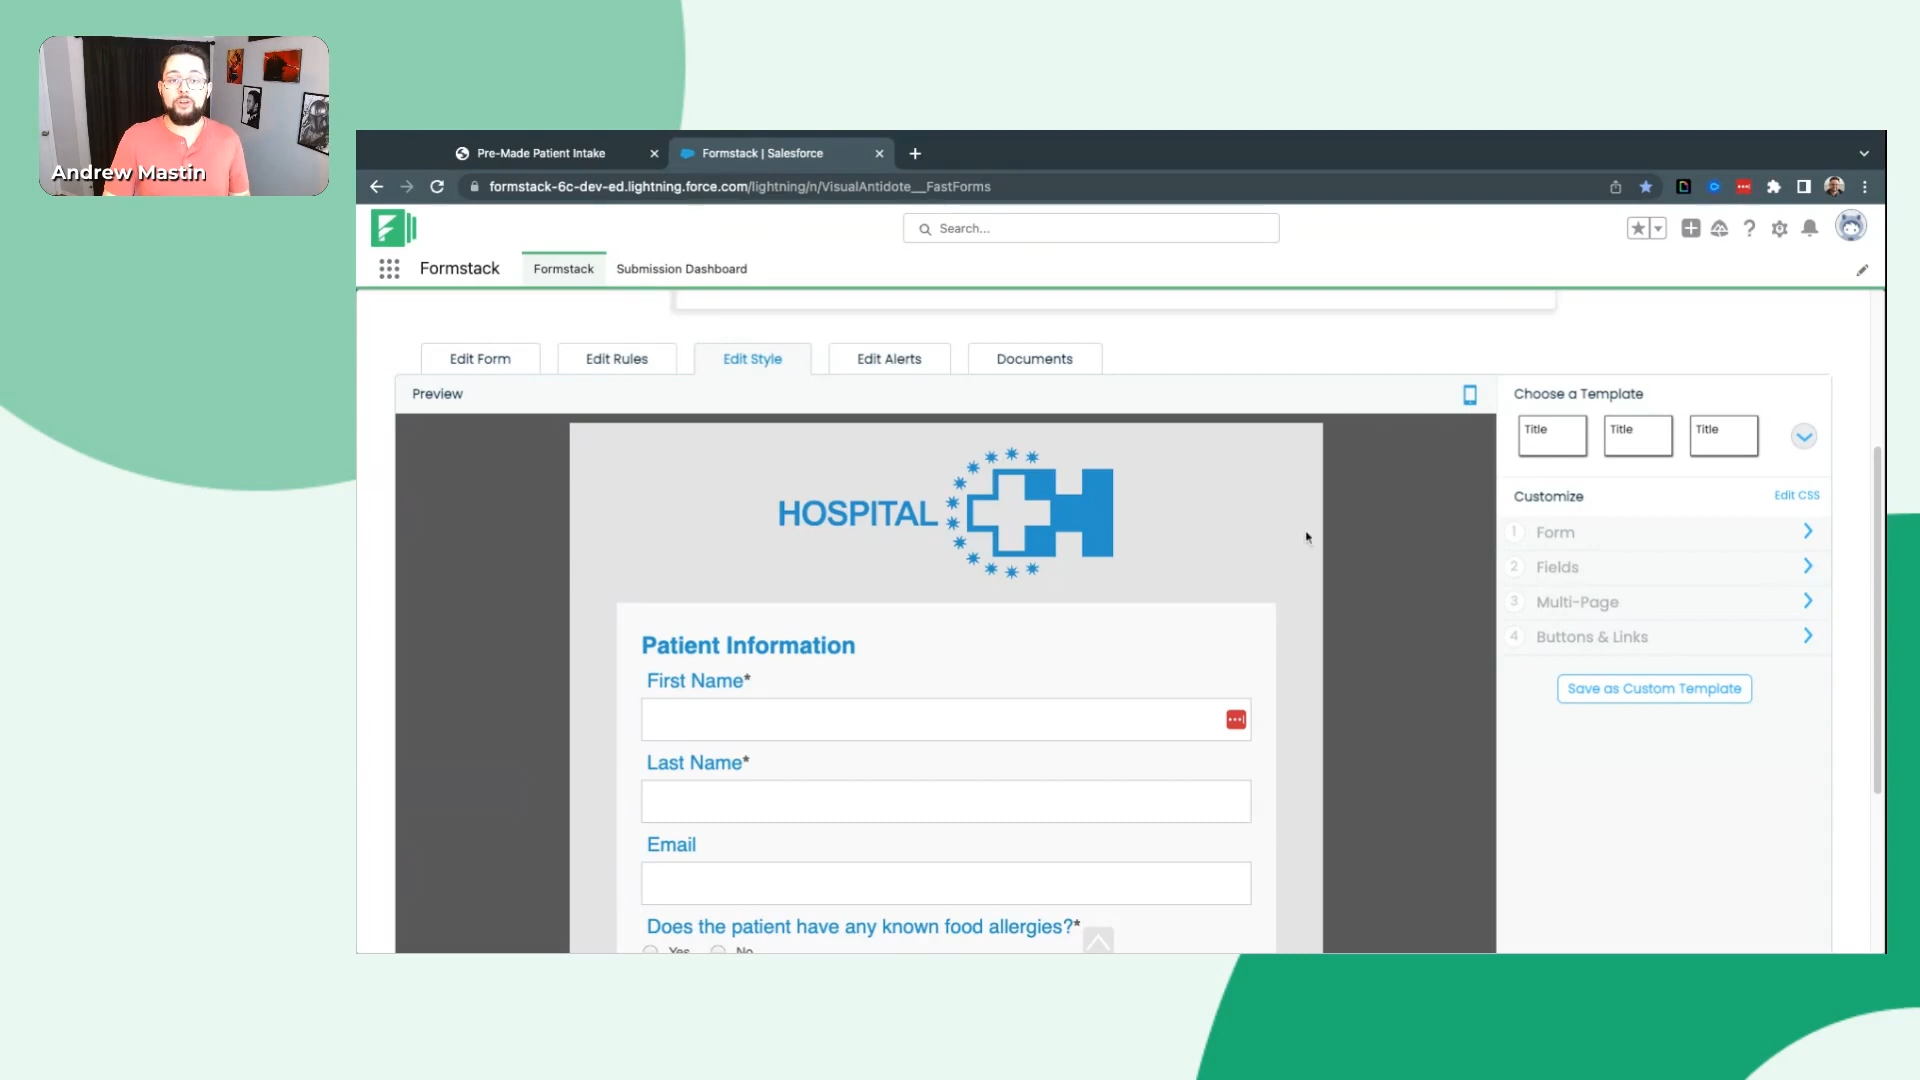 Andrew Mastin
Pre-Made Patient Intake
Formstack | Salesforce
formstack-6c-dev-ed.lightning.force.com/lightning/n/VisualAntidote__FastForms
Search...
Formstack
Formstack
Submission Dashboard
Edit Form
Edit Rules
Edit Style
Edit Alerts
Documents
Preview
Choose a Template
Title
Title
Title
Customize
Edit CSS
1 Form
2 Fields
3 Multi-Page
4 Buttons & Links
Save as Custom Template
HOSPITAL H
Patient Information
First Name*
Last Name*
Email
Does the patient have any known food allergies?*
Yes
No